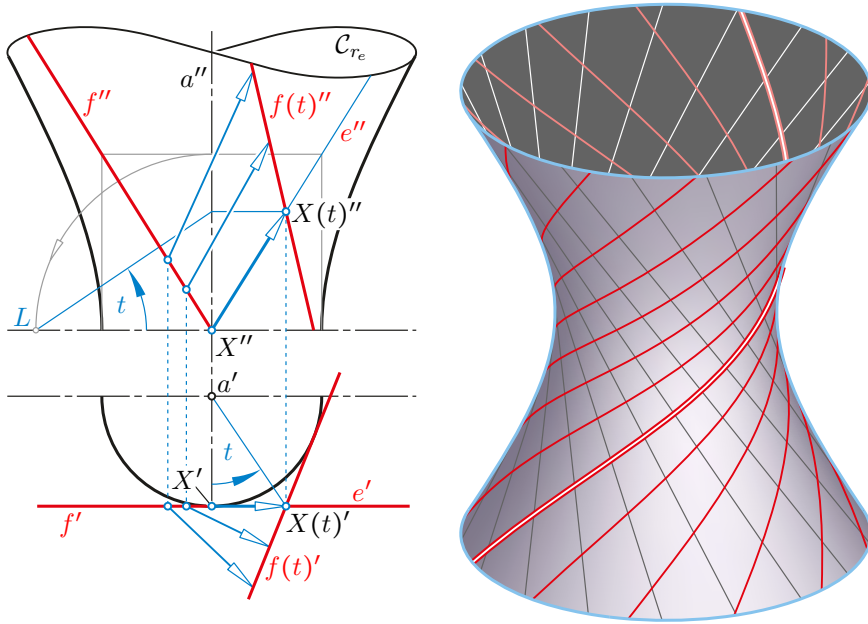 𝒞_{r_e}
a″
f″
f(t)″
e″
X(t)″
L
t
X″
a′
t
X′
f′
e′
X(t)′
f(t)′